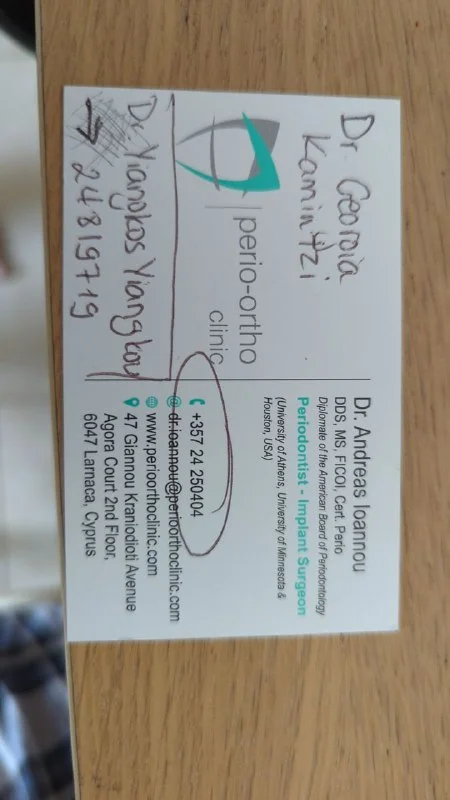 Dr. Georgia
Kamintzi
perio-ortho
clinic
Dr Yiangkos Yiangkou
24819719
Dr. Andreas Ioannou
DDS, MS, FICOI, Cert. Perio
Diplomate of the American Board of Periodontology
Periodontist - Implant Surgeon
(University of Athens, University of Minnesota &
Houston, USA)
+357 24 250404
dr.ioannou@perioorthoclinic.com
www.perioorthoclinic.com
47 Giannou Kraniodioti Avenue
Agora Court 2nd Floor,
6047 Larnaca, Cyprus